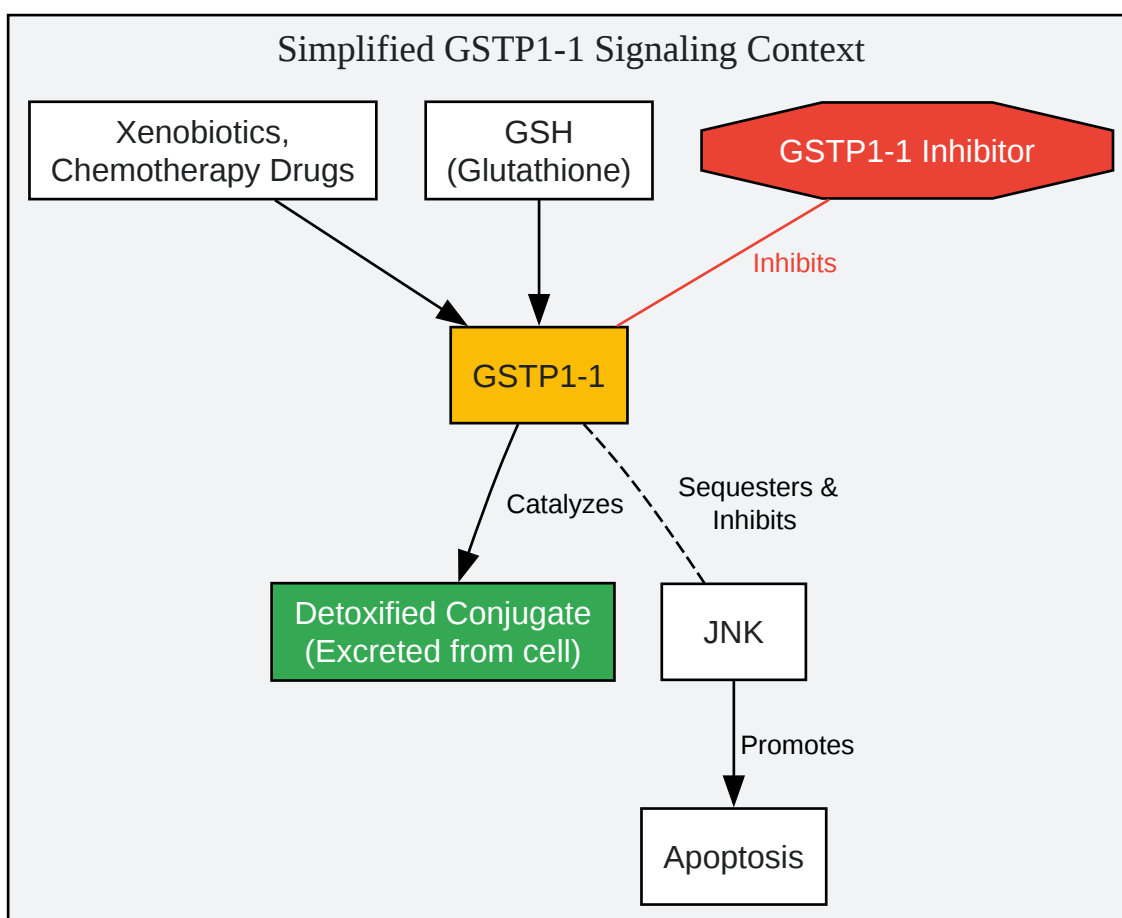 Simplified GSTP1-1 Signaling Context
Xenobiotics,
Chemotherapy Drugs
GSH
(Glutathione)
GSTP1-1 Inhibitor
Inhibits
GSTP1-1
Catalyzes
Sequesters &
Inhibits
Detoxified Conjugate
(Excreted from cell)
JNK
Promotes
Apoptosis